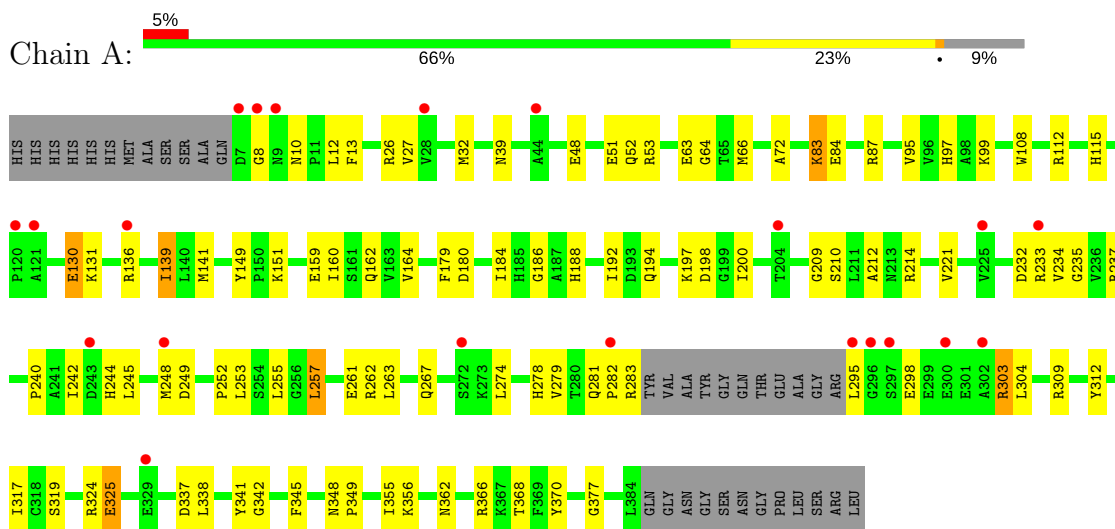 5%
Chain A:
66% 23% • 9%
HIS HIS HIS HIS HIS HIS MET ALA SER SER ALA GLN D7 G8 N9 N10 P11 L12 F13 R26 V27 V28 M32 N39 A44 E48 E51 Q52 R53 E63 G64 T65 M66 A72 K83 E84 R87 V95 V96 H97 A98 K99 W108 R112 H115
P120 A121 E130 K131 R136 I139 L140 M141 Y149 P150 K151 E159 I160 S161 Q162 V163 V164 F179 D180 I184 H185 G186 A187 H188 I192 D193 Q194 K197 D198 G199 I200 T204 G209 S210 L211 A212 N213 R214 V221 V225 D232 R233 V234 G235 V236
P240 A241 I242 D243 H244 L245 M248 D249 P252 L253 S254 L255 G256 L257 E261 R262 L263 Q267 S272 K273 L274 H278 V279 T280 Q281 P282 R283 TYR VAL ALA TYR GLY GLN THR GLU ALA GLY ARG L295 G296 S297 E298 E299 E300 E301 A302 R303 L304 R309 Y312
I317 C318 S319 R324 E325 E329 D337 L338 Y341 G342 F345 N348 P349 I355 K356 N362 R366 K367 T368 F369 Y370 G377 L384 GLN GLY ASN GLY SER ASN GLY PRO LEU SER ARG LEU